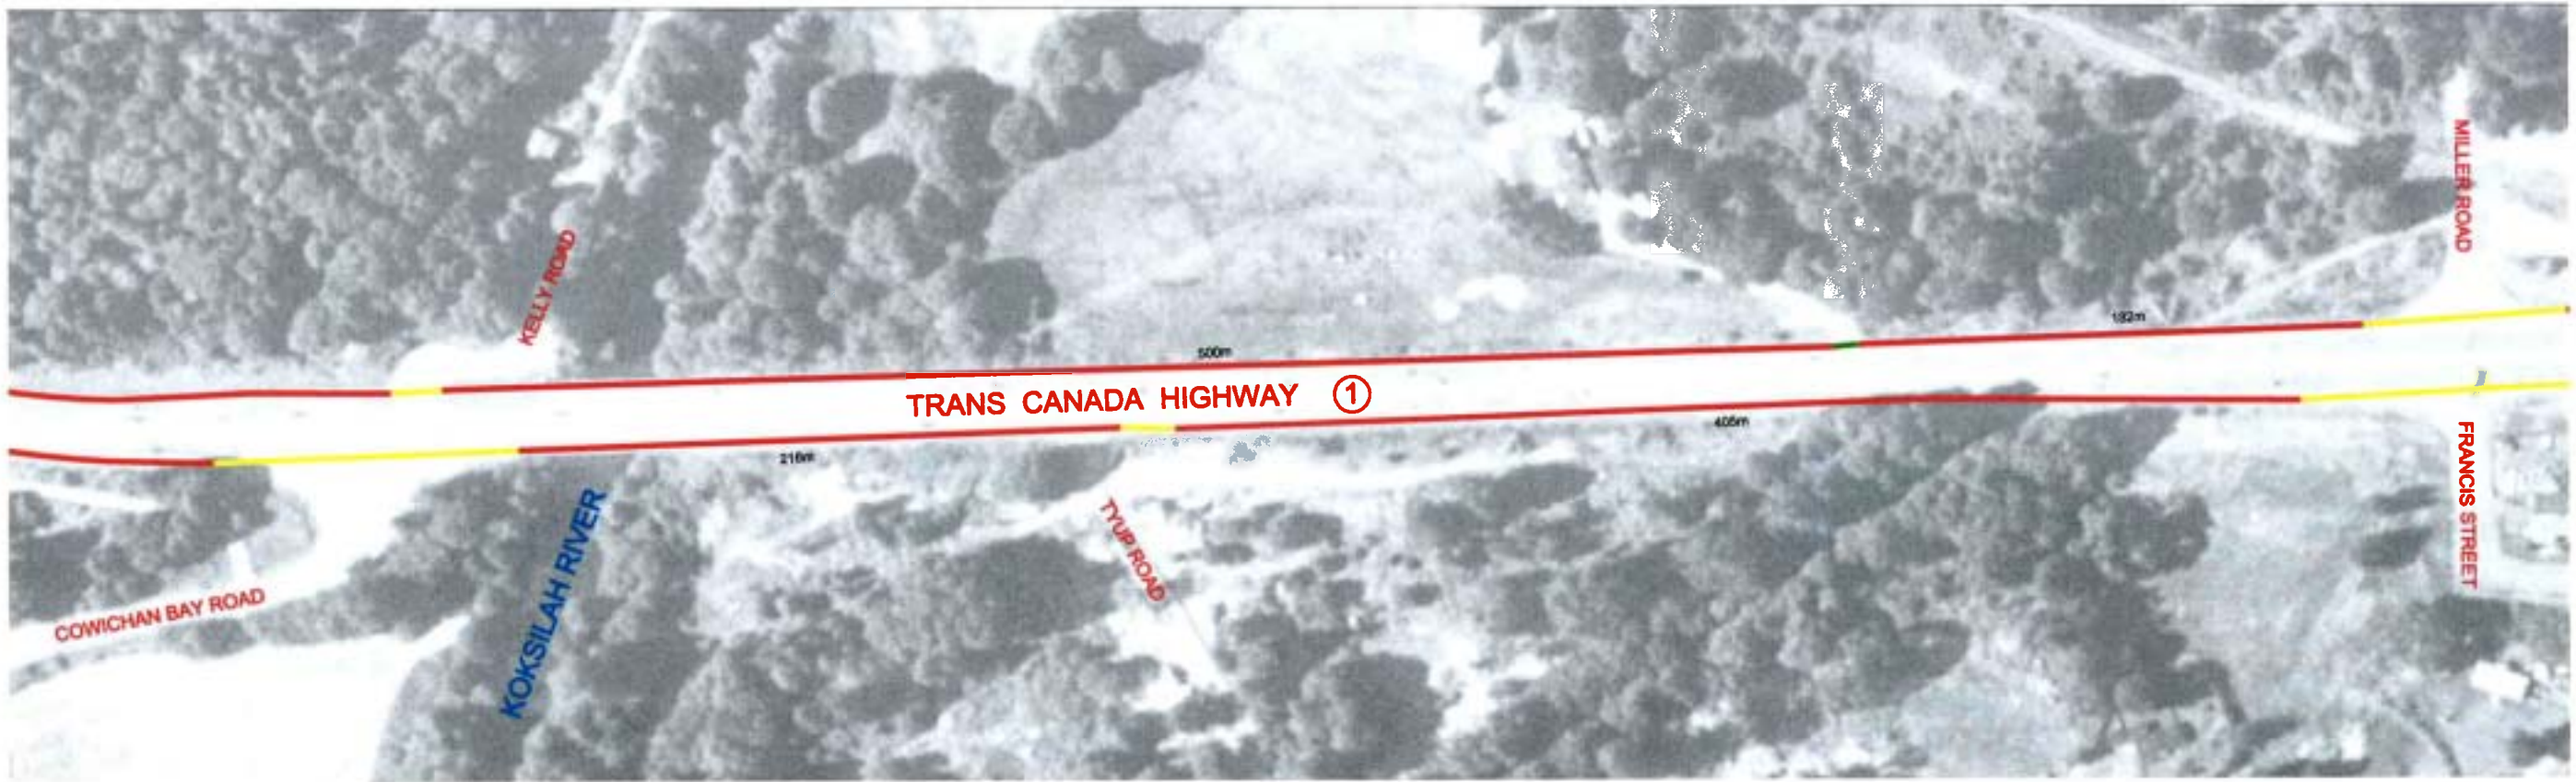 MILLER ROAD
KELLY ROAD
192m
500m
TRANS CANADA HIGHWAY 1
405m
216m
FRANCIS STREET
TYUP ROAD
KOKSILAH RIVER
COWICHAN BAY ROAD